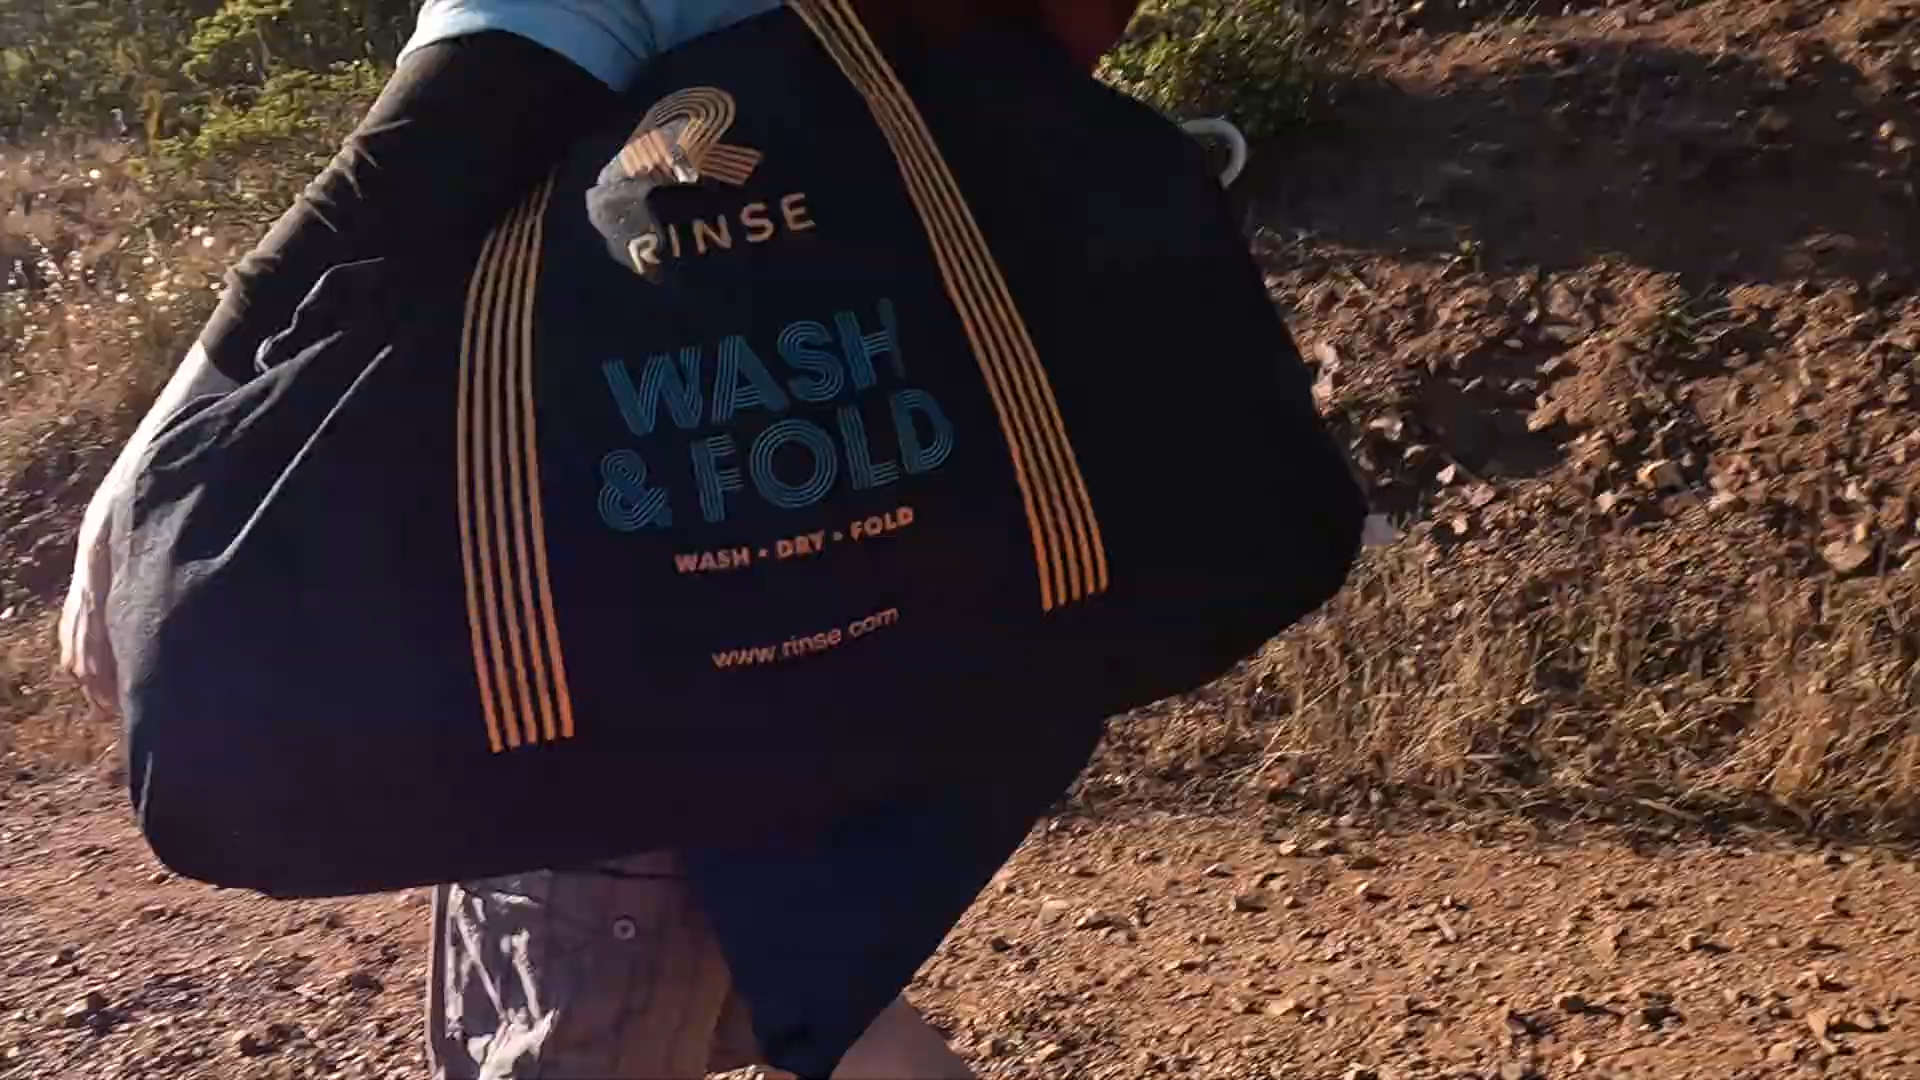 RINSE
WASH
& FOLD
WASH • DRY • FOLD
www.rinse.com